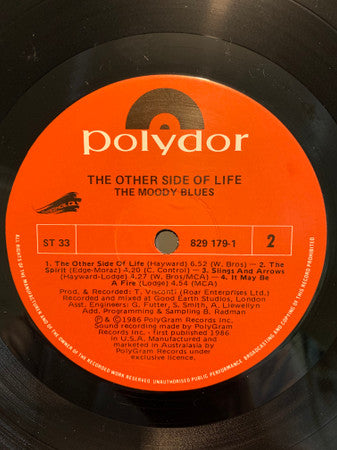 polydor
THE OTHER SIDE OF LIFE
THE MOODY BLUES
ST 33
829 179-1
2
1. The Other Side Of Life (Hayward) 6.52 (W. Bros) — 2. The
Spirit (Edge-Moraz) 4.20 (C. Control) — 3. Slings And Arrows
(Hayward-Lodge) 4.27 (W. Bros/MCA) — 4. It May Be
A Fire (Lodge) 4.54 (MCA)
Prod. & Recorded: T. Visconti (Roar Enterprises Ltd.)
Recorded and mixed at Good Earth Studios, London
Asst. Engineers: G. Futter, S. Smith, A. Llewellyn
Add. Programming & Sampling B. Radman
℗ & © 1986 PolyGram Records Inc.
Sound recording made by PolyGram
Records Inc. - first published 1986
in U.S.A. Manufactured and
marketed in Australasia by
PolyGram Records under
exclusive licence.
ALL RIGHTS OF THE MANUFACTURER AND OF THE OWNER OF THE RECORDED WORK RESERVED. UNAUTHORISED PUBLIC PERFORMANCE, BROADCASTING AND COPYING OF THIS RECORD PROHIBITED.